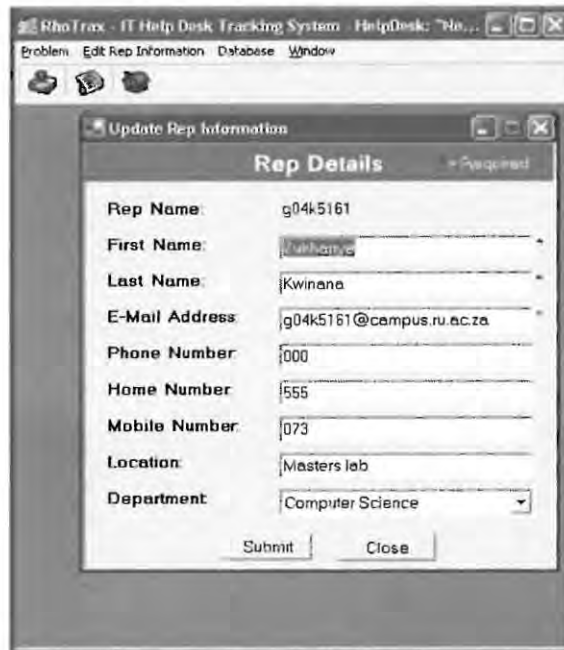 RhoTrax - IT Help Desk Tracking System - HelpDesk: "No...
Problem Edit Rep Information Database Window
Update Rep Information
Rep Details * Required
Rep Name: g04k5161
First Name: *
Last Name: Kwinana *
E-Mail Address: g04k5161@campus.ru.ac.za *
Phone Number: 000
Home Number: 555
Mobile Number: 073
Location: Masters lab
Department: Computer Science
Submit Close